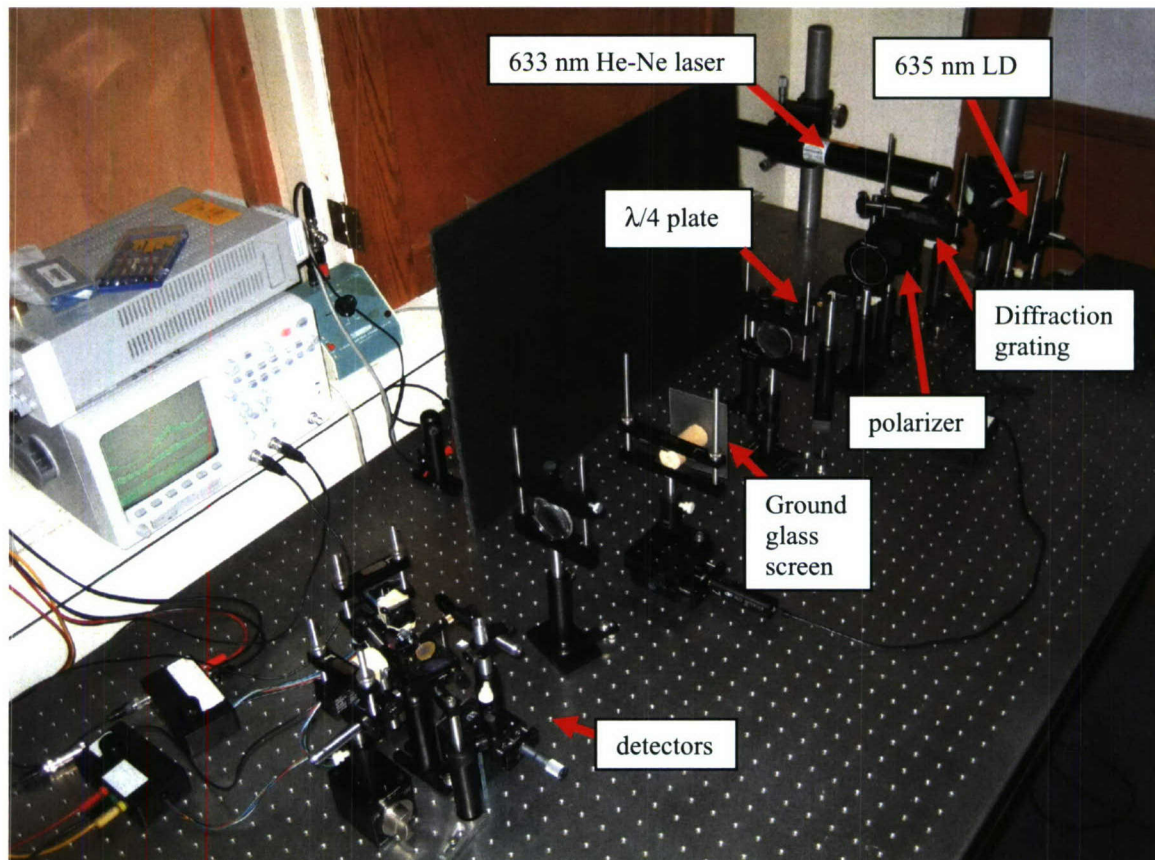 633 nm He-Ne laser
635 nm LD
λ/4 plate
Diffraction
grating
polarizer
Ground
glass
screen
detectors